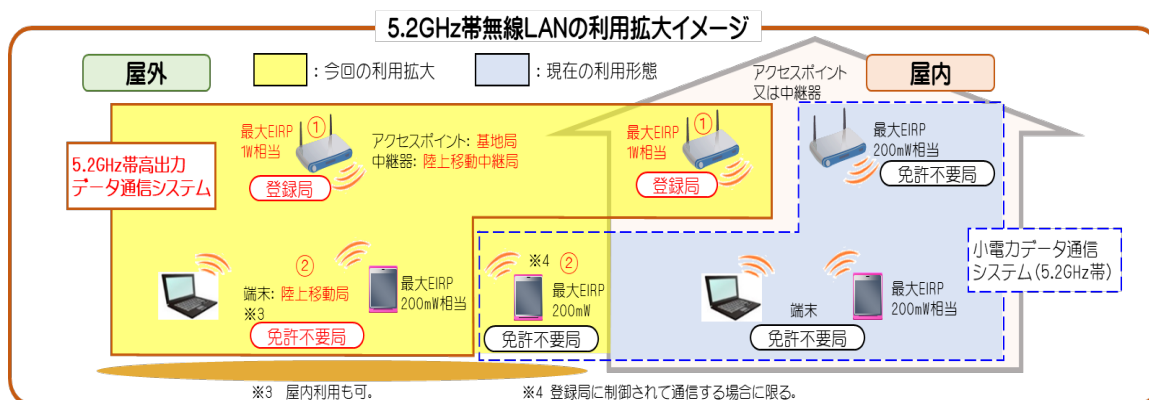 5.2GHz帯無線LANの利用拡大イメージ
屋外
：今回の利用拡大
：現在の利用形態
アクセスポイント
又は中継器
屋内
最大EIRP
1W相当
①
アクセスポイント：基地局
中継器：陸上移動中継局
登録局
最大EIRP
1W相当
①
登録局
最大EIRP
200mW相当
免許不要局
5.2GHz帯高出力
データ通信システム
②
端末：陸上移動局
※3
免許不要局
最大EIRP
200mW相当
※4 ②
最大EIRP
200mW
免許不要局
端末
免許不要局
最大EIRP
200mW相当
小電力データ通信
システム(5.2GHz帯)
※3 屋内利用も可。
※4 登録局に制御されて通信する場合に限る。